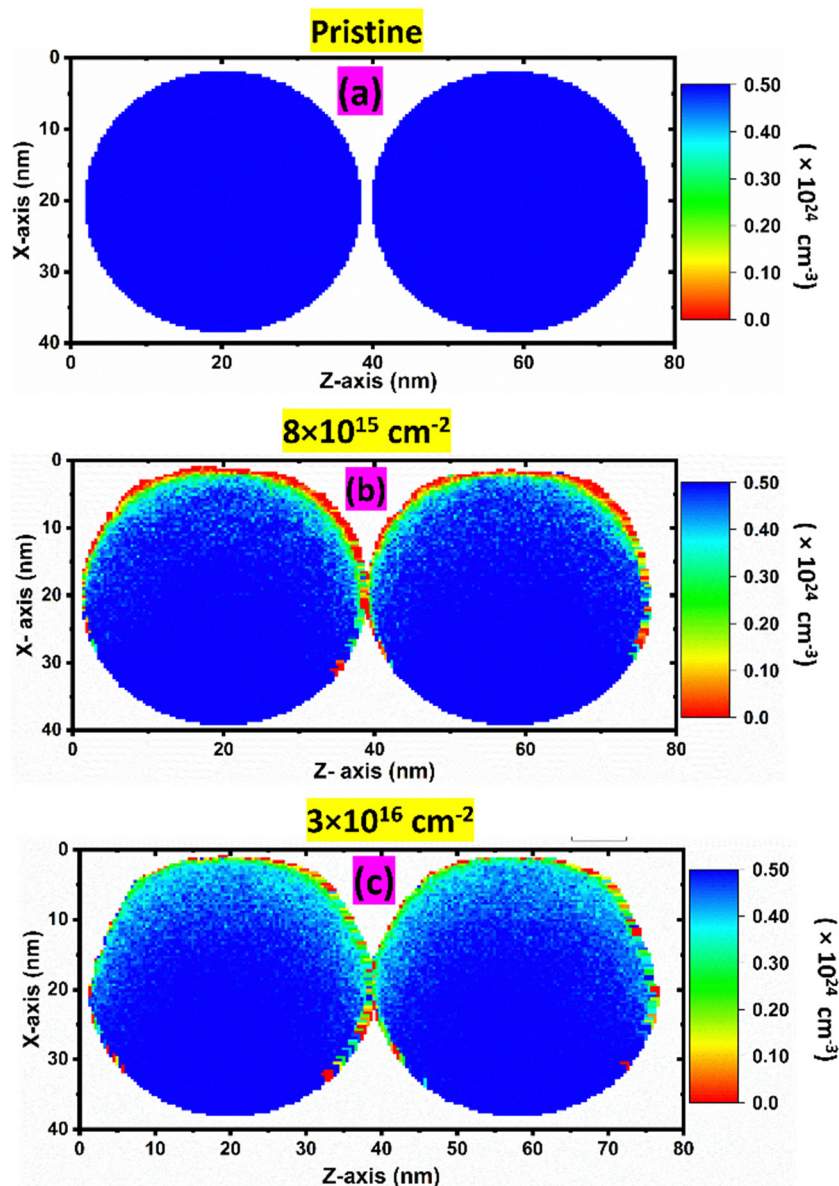 Pristine
(a)
0
10
20
30
40
X-axis (nm)
0 20 40 60 80
Z-axis (nm)
0.50
0.40
0.30
0.20
0.10
0.0
( × 10²⁴ cm⁻³)
8×10¹⁵ cm⁻²
(b)
0
10
20
30
40
X- axis (nm)
0 20 40 60 80
Z- axis (nm)
0.50
0.40
0.30
0.20
0.10
0.0
( × 10²⁴ cm⁻³)
3×10¹⁶ cm⁻²
(c)
0
10
20
30
40
X-axis (nm)
0 10 20 30 40 50 60 70 80
Z-axis (nm)
0.50
0.40
0.30
0.20
0.10
0.0
( × 10²⁴ cm⁻³)